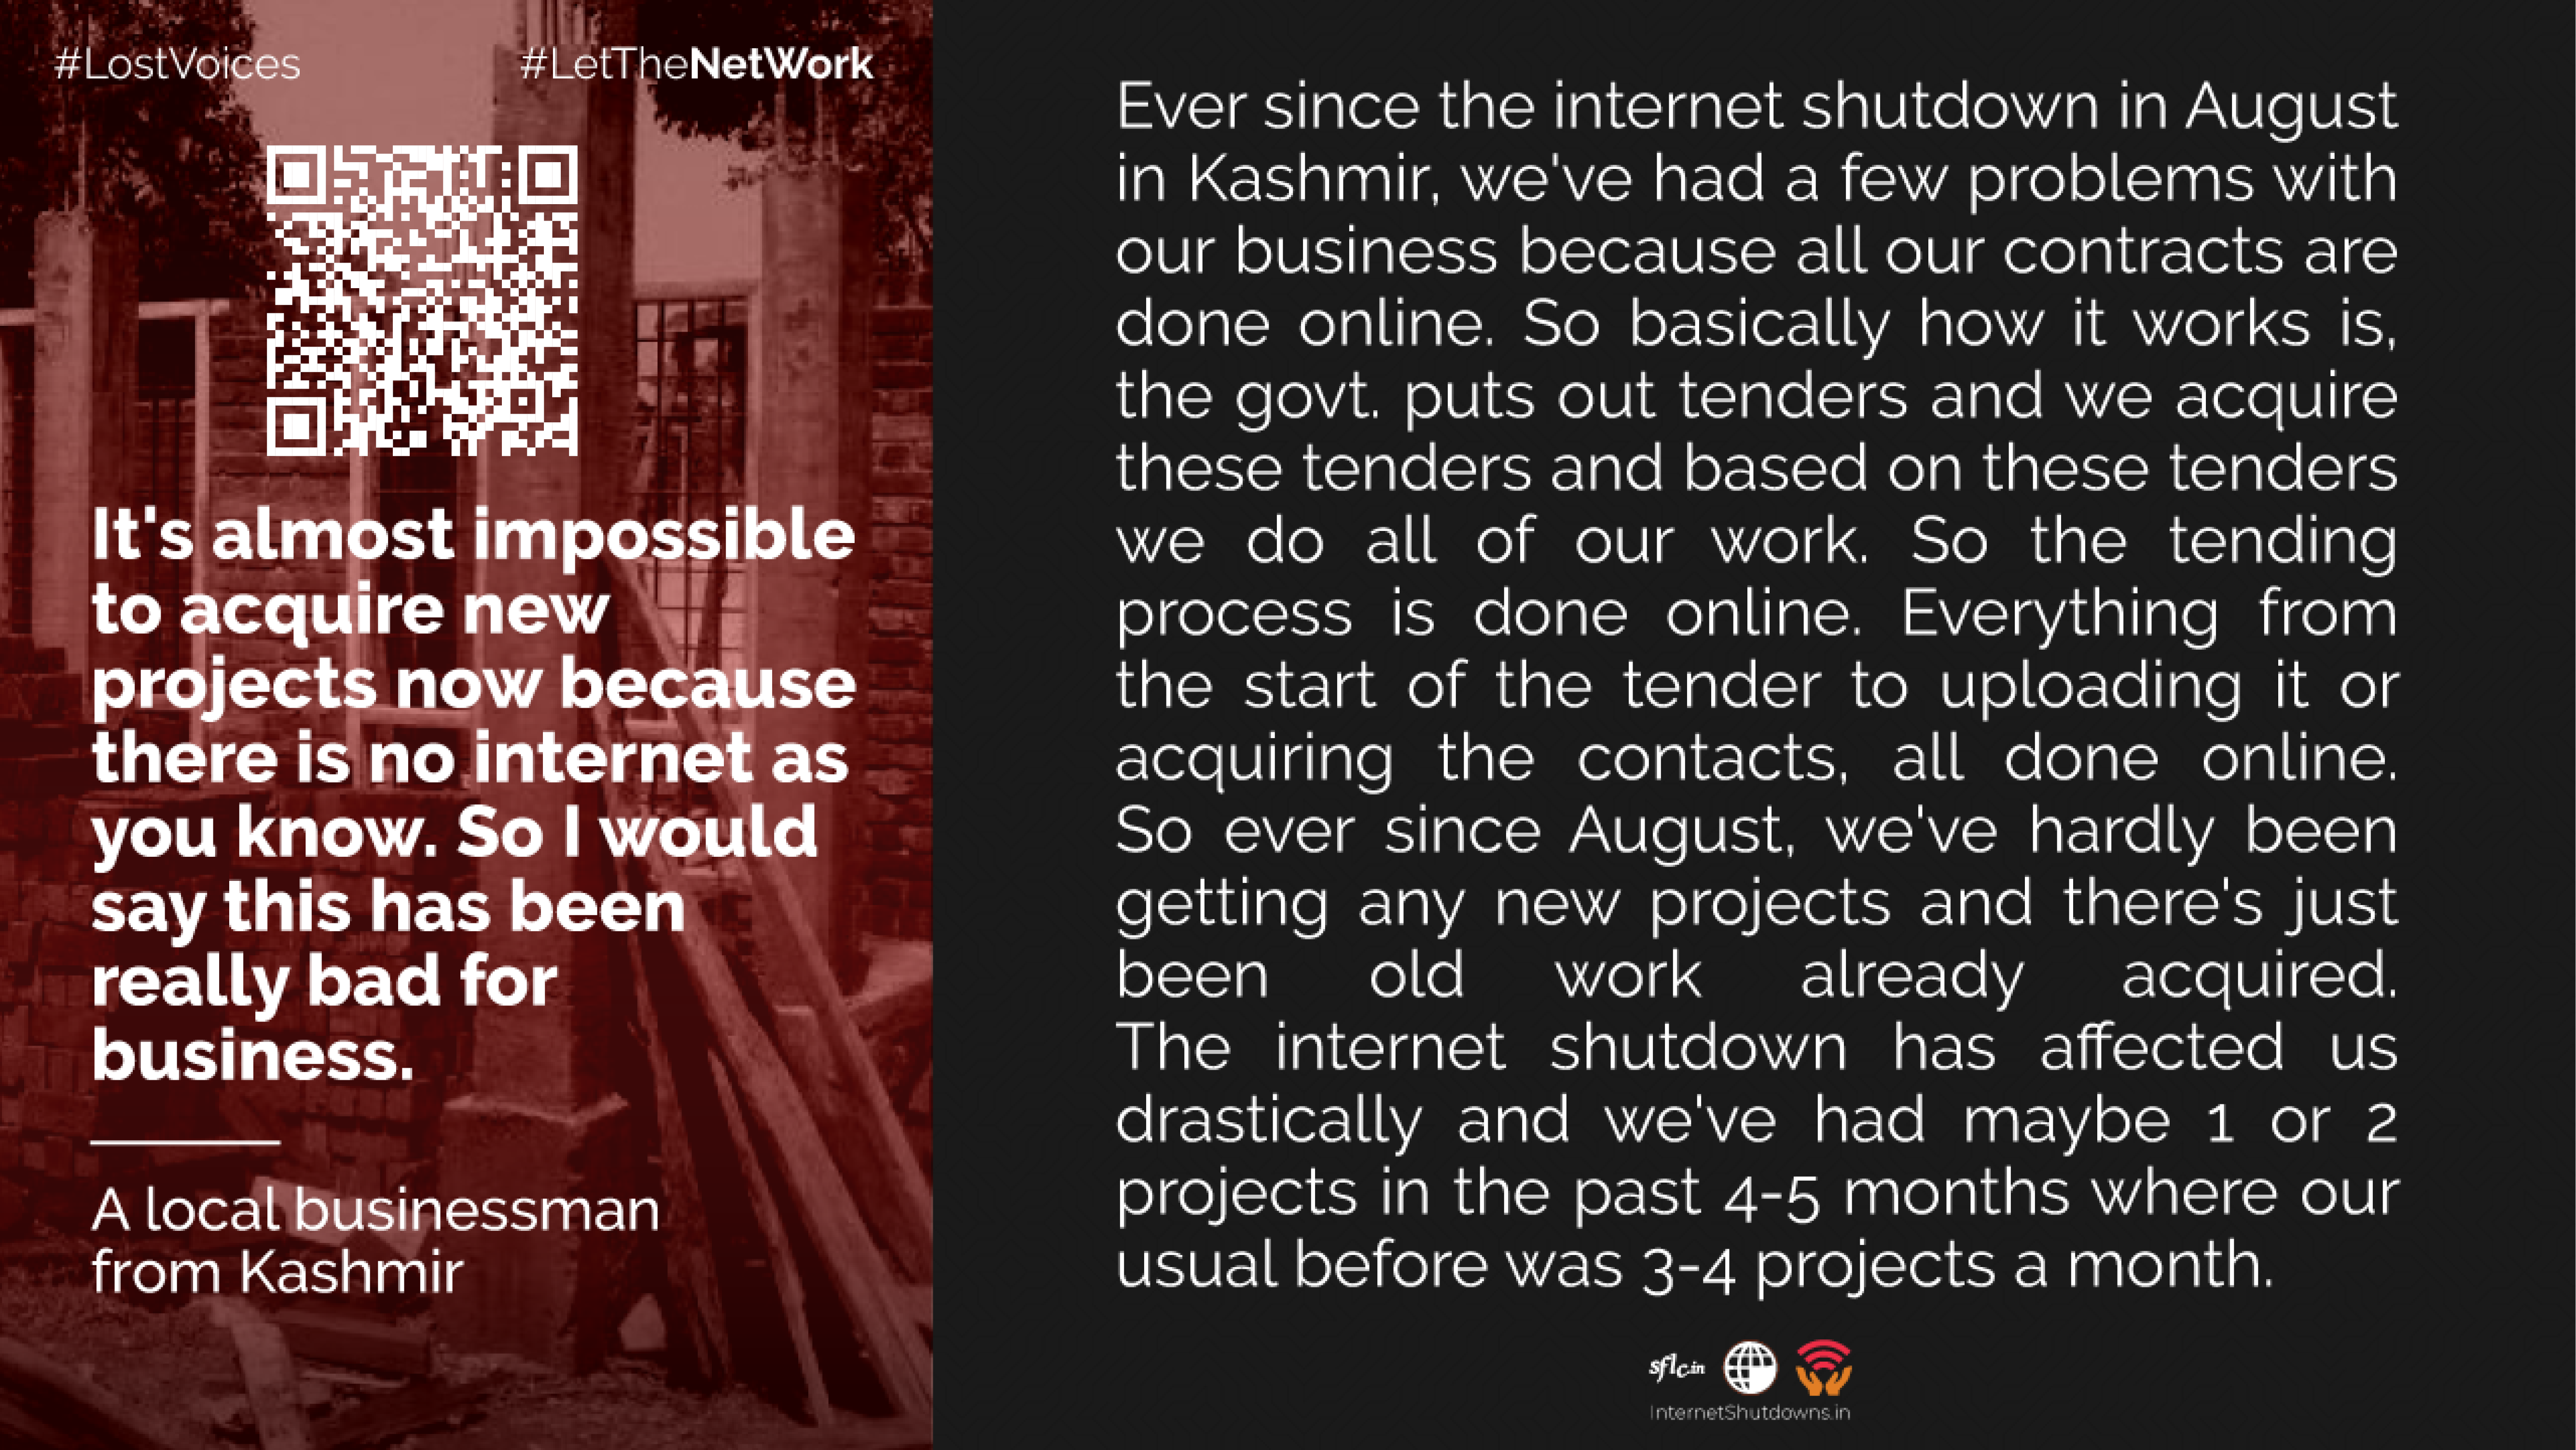 #LostVoices
#LetTheNetWork
It's almost impossible
to acquire new
projects now because
there is no internet as
you know. So I would
say this has been
really bad for
business.
A local businessman
from Kashmir
Ever since the internet shutdown in August
in Kashmir, we've had a few problems with
our business because all our contracts are
done online. So basically how it works is,
the govt. puts out tenders and we acquire
these tenders and based on these tenders
we do all of our work. So the tending
process is done online. Everything from
the start of the tender to uploading it or
acquiring the contacts, all done online.
So ever since August, we've hardly been
getting any new projects and there's just
been old work already acquired.
The internet shutdown has affected us
drastically and we've had maybe 1 or 2
projects in the past 4-5 months where our
usual before was 3-4 projects a month.
sflc.in
InternetShutdowns.in